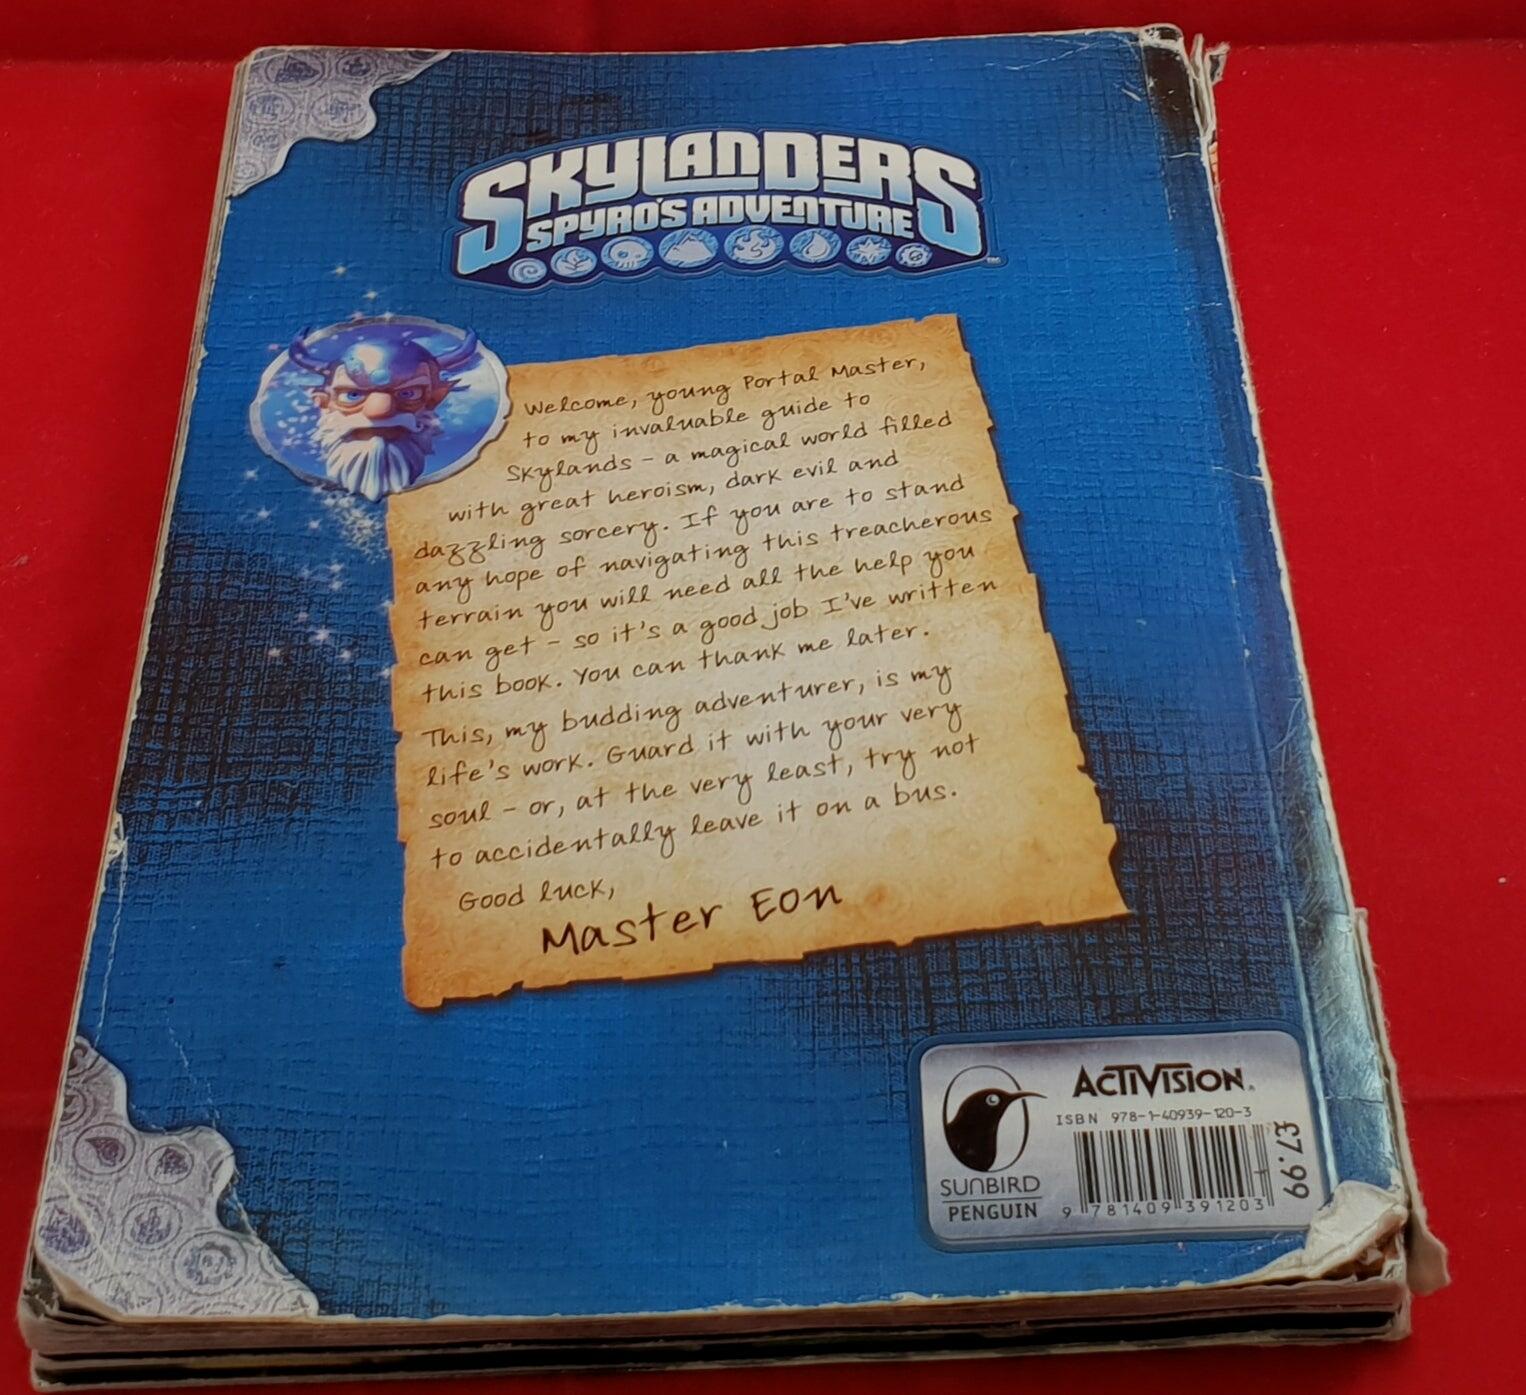 SKYLANDERS
SPYRO'S ADVENTURE
TM
Welcome, young Portal Master,
to my invaluable guide to
Skylands – a magical world filled
with great heroism, dark evil and
dazzling sorcery. If you are to stand
any hope of navigating this treacherous
terrain you will need all the help you
can get – so it's a good job I've written
this book. You can thank me later.
This, my budding adventurer, is my
life's work. Guard it with your very
soul – or, at the very least, try not
to accidentally leave it on a bus.
Good luck,
Master Eon
ACTIVISION®
ISBN 978-1-40939-120-3
£7.99
SUNBIRD
PENGUIN
9 781409 391203